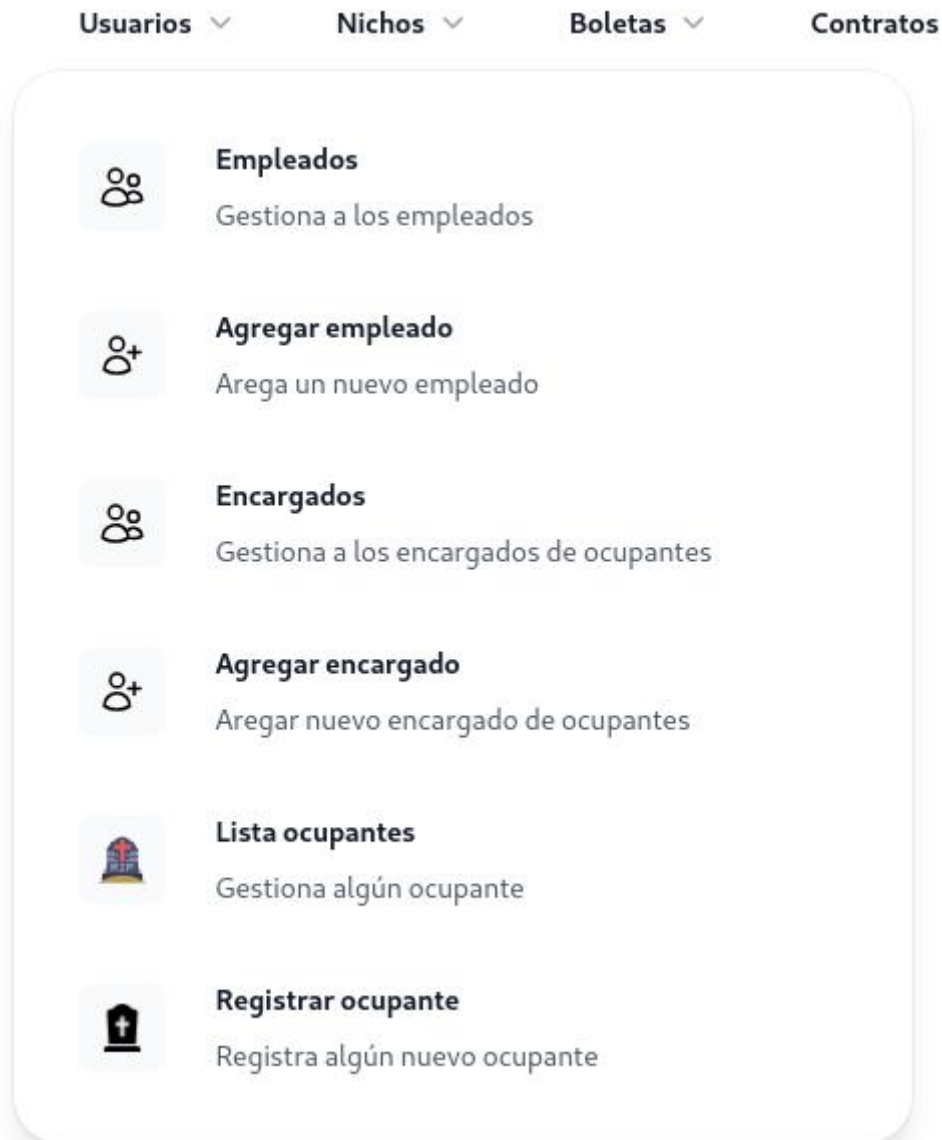 Usuarios Nichos Boletas Contratos
Empleados
Gestiona a los empleados
Agregar empleado
Arega un nuevo empleado
Encargados
Gestiona a los encargados de ocupantes
Agregar encargado
Aregar nuevo encargado de ocupantes
Lista ocupantes
Gestiona algún ocupante
Registrar ocupante
Registra algún nuevo ocupante